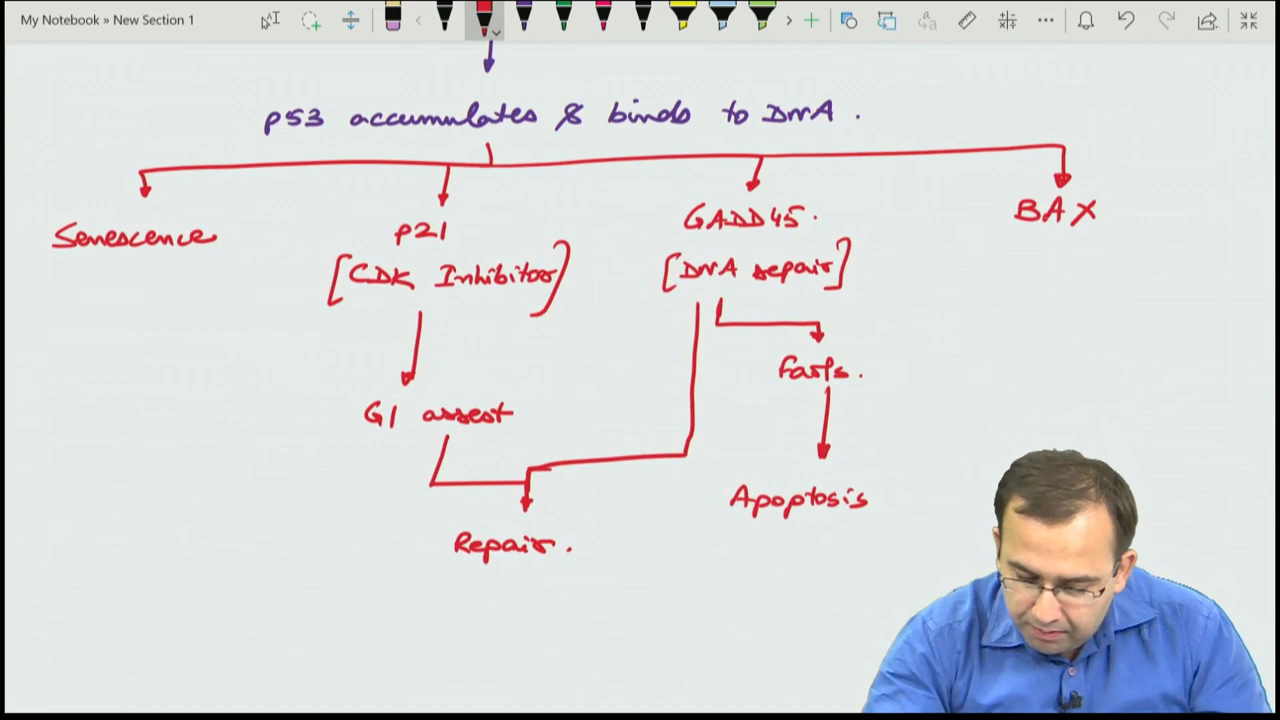 My Notebook » New Section 1
p53 accumulates & binds to DNA.
Senescence
p21
[CDK Inhibitor]
GADD45.
[DNA repair]
BAX
Fails.
G1 arrest
Apoptosis
Repair.